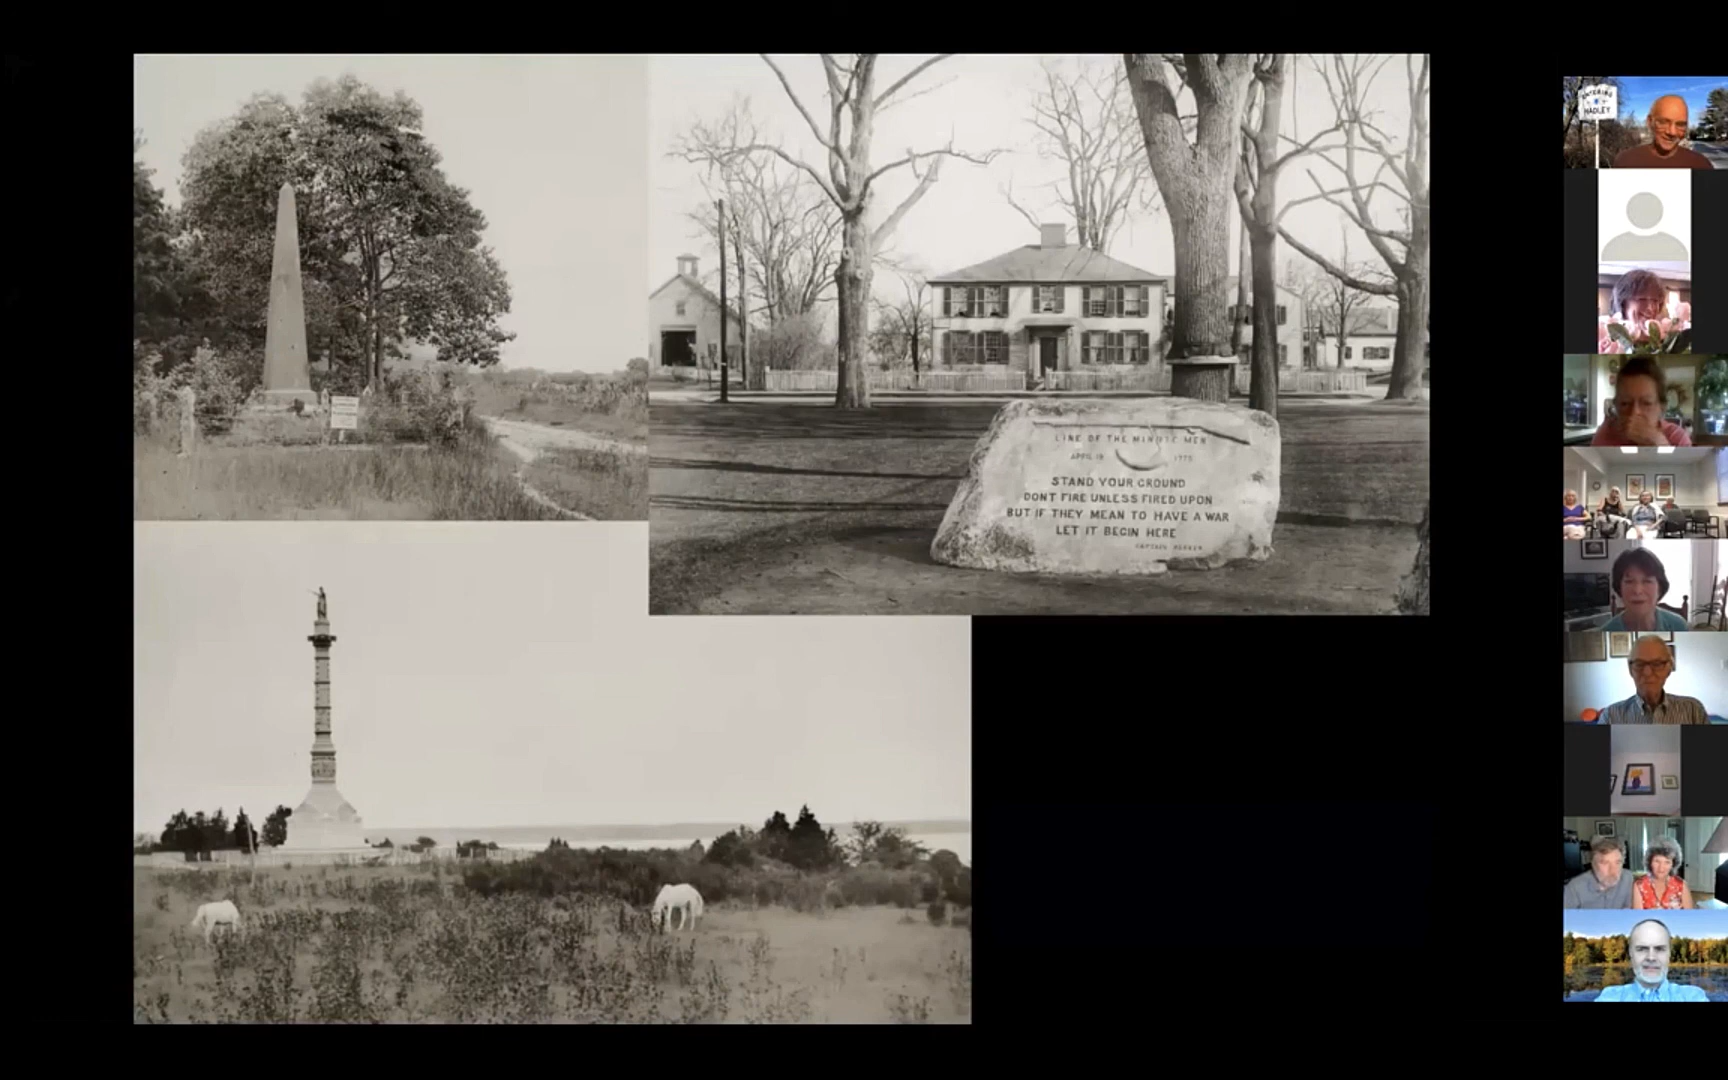 LINE OF THE MINUTE MEN
APRIL 19 1775
STAND YOUR GROUND
DONT FIRE UNLESS FIRED UPON
BUT IF THEY MEAN TO HAVE A WAR
LET IT BEGIN HERE
CAPTAIN PARKER
ENTERING
HADLEY